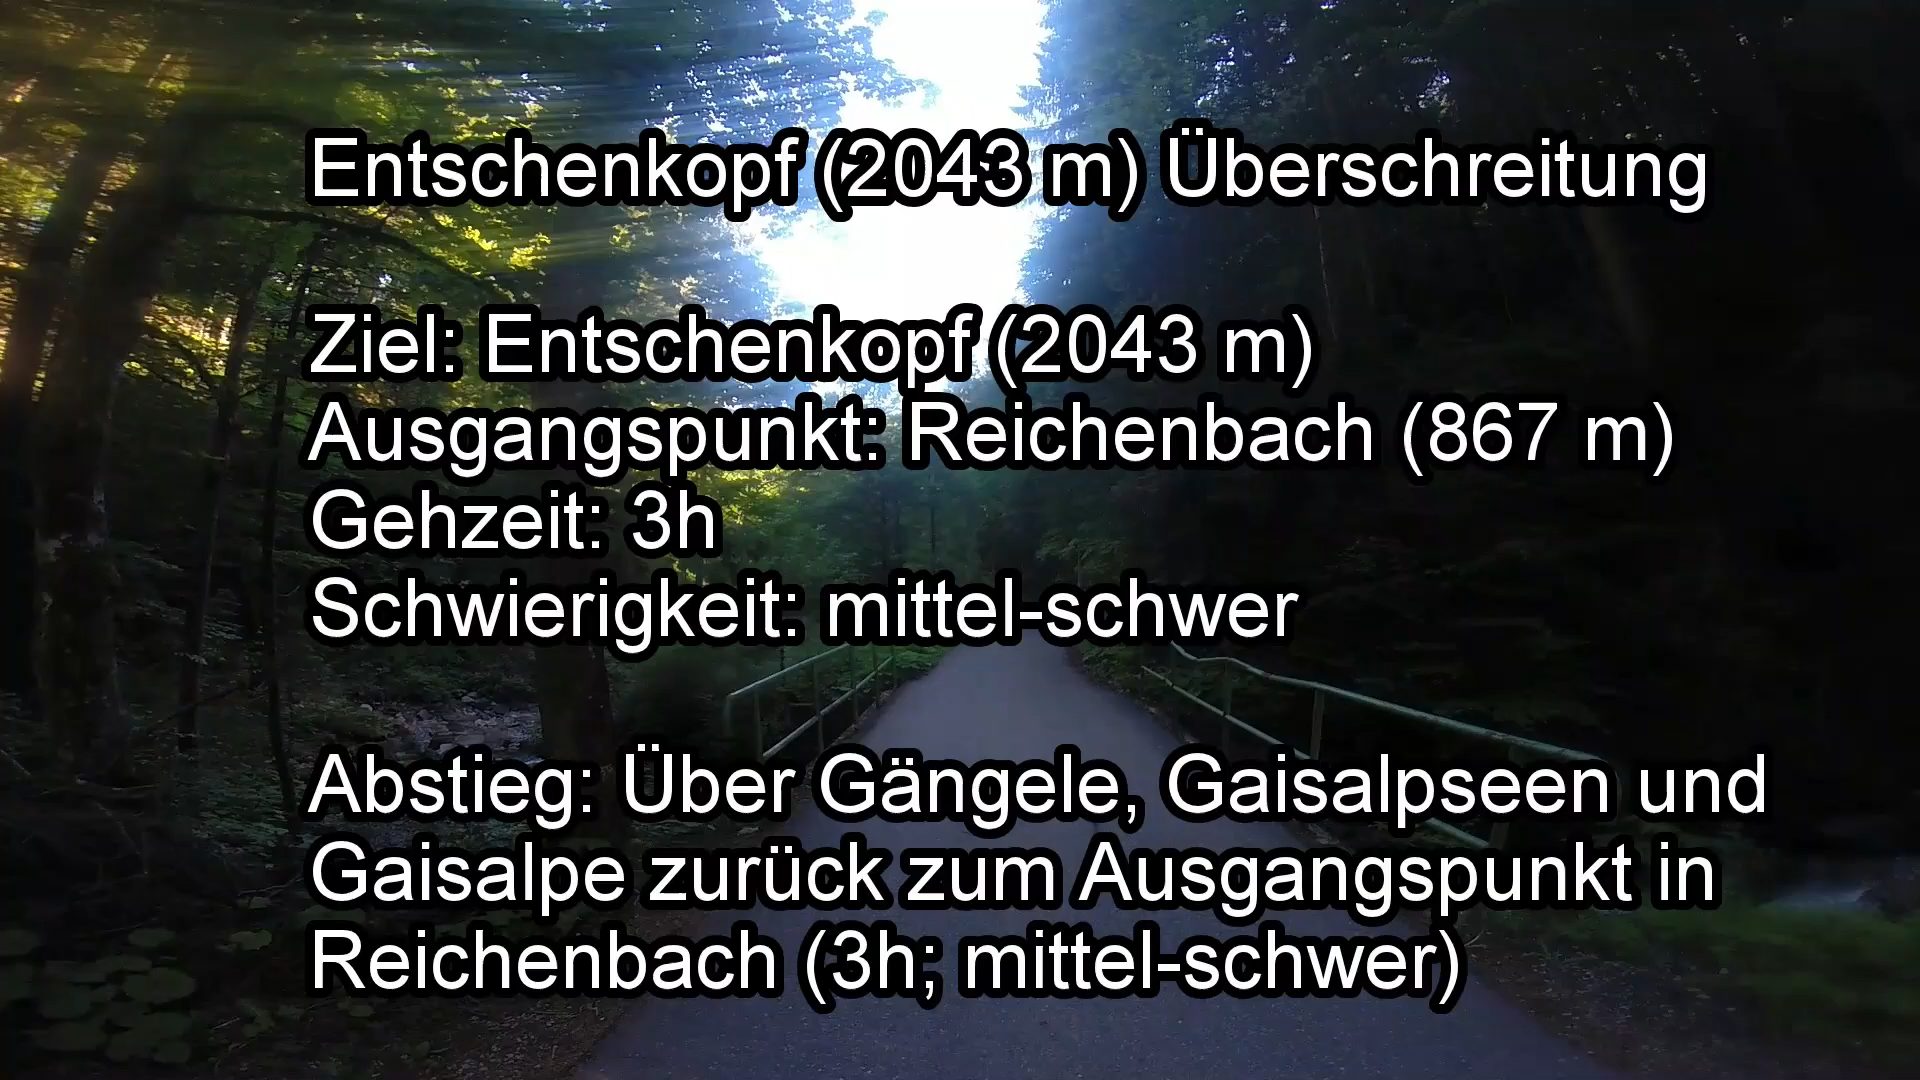 Entschenkopf (2043 m) Überschreitung
Ziel: Entschenkopf (2043 m)
Ausgangspunkt: Reichenbach (867 m)
Gehzeit: 3h
Schwierigkeit: mittel-schwer
Abstieg: Über Gängele, Gaisalpseen und
Gaisalpe zurück zum Ausgangspunkt in
Reichenbach (3h; mittel-schwer)